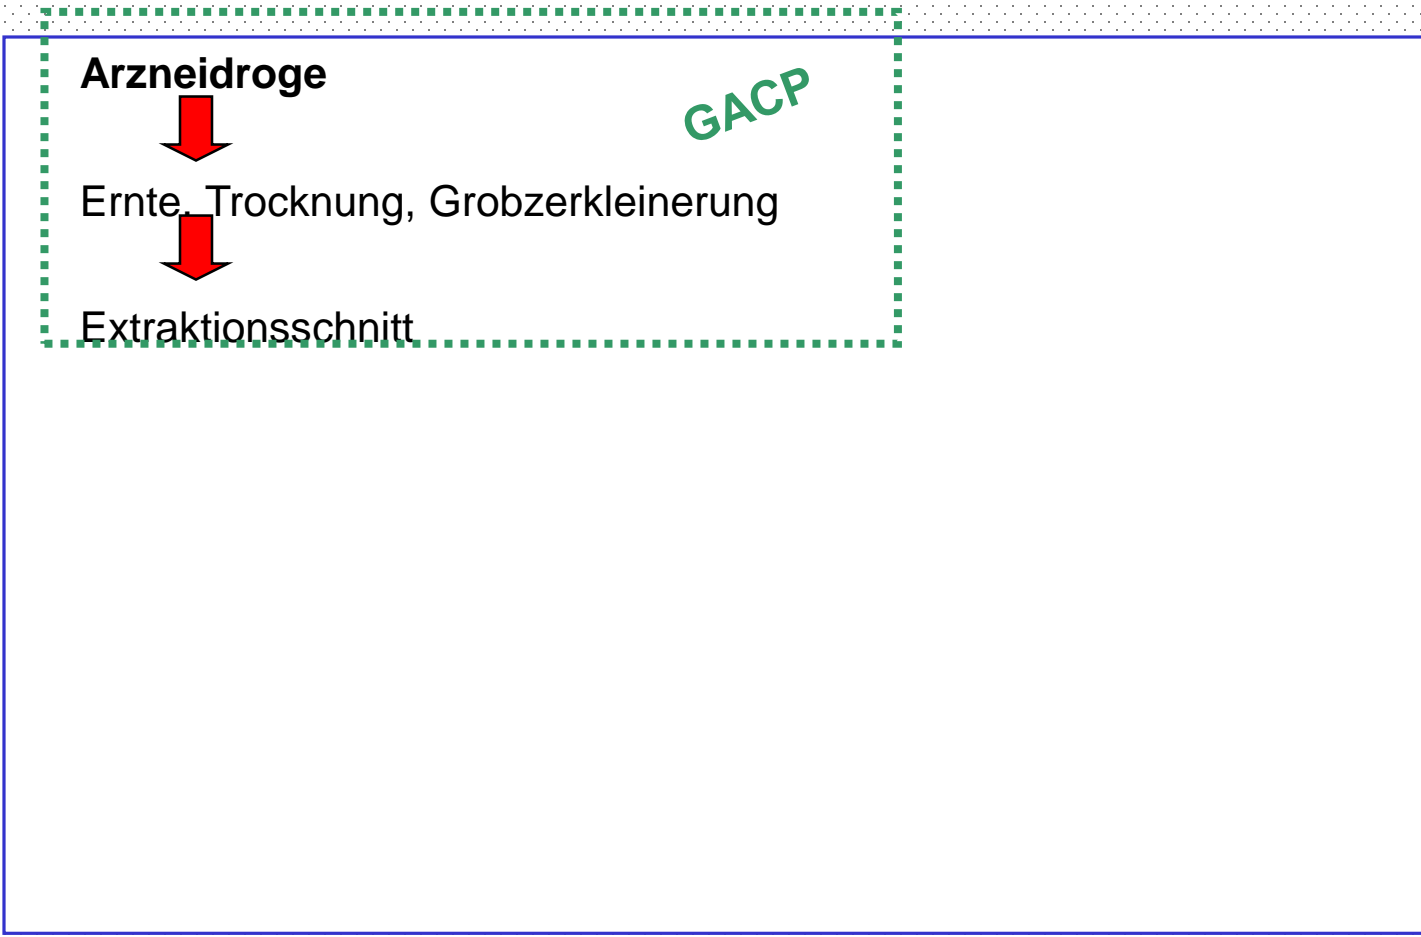 Arzneidroge
GACP
Ernte, Trocknung, Grobzerkleinerung
Extraktionsschnitt